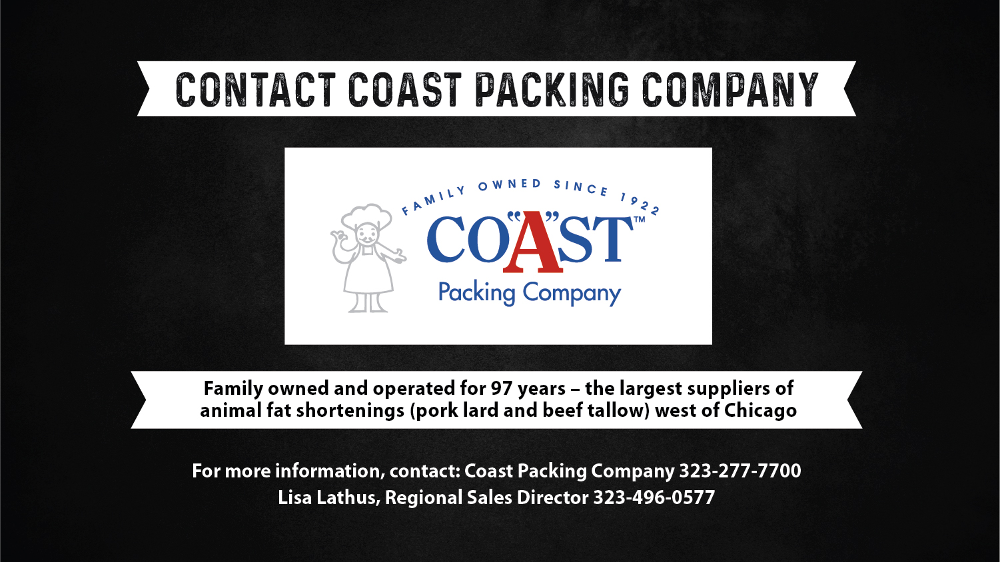 CONTACT COAST PACKING COMPANY
FAMILY OWNED SINCE 1922
CO“A”ST™
Packing Company
Family owned and operated for 97 years – the largest suppliers of
animal fat shortenings (pork lard and beef tallow) west of Chicago
For more information, contact: Coast Packing Company 323-277-7700
Lisa Lathus, Regional Sales Director 323-496-0577